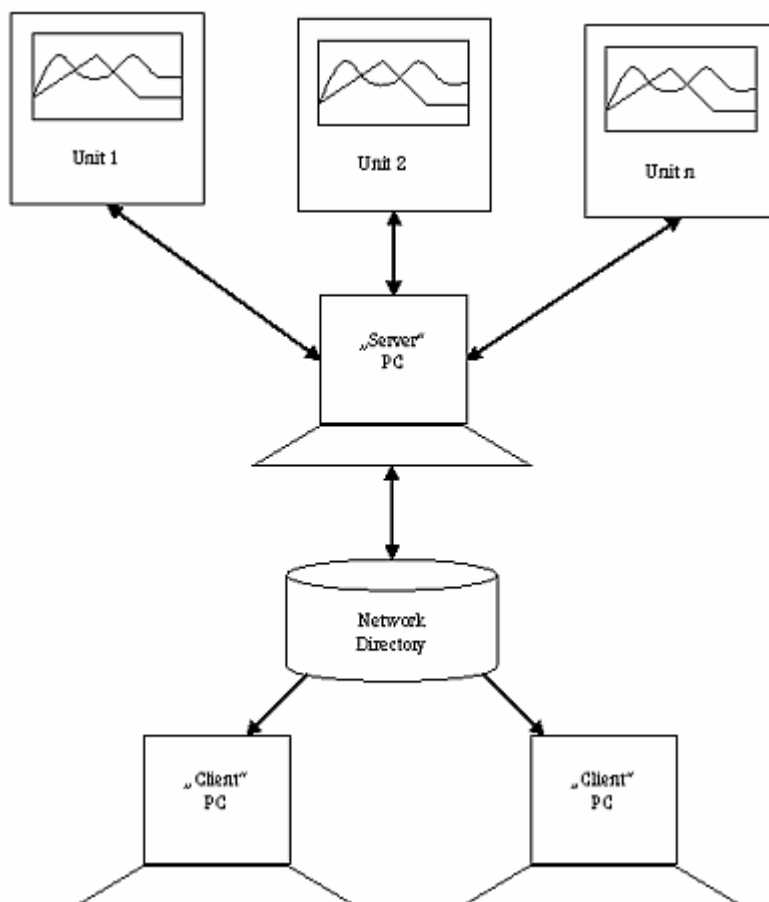 Unit 1
Unit 2
Unit n
„Server“
PC
Network
Directory
„Client“
PC
„Client“
PC